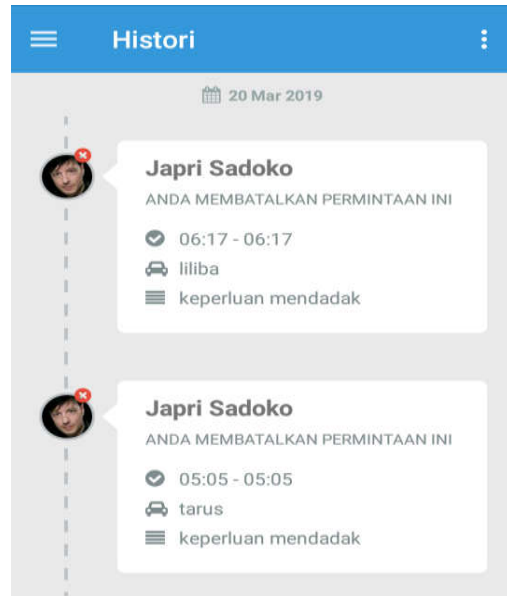 Histori
20 Mar 2019
Japri Sadoko
ANDA MEMBATALKAN PERMINTAAN INI
06:17 - 06:17
liliba
keperluan mendadak
Japri Sadoko
ANDA MEMBATALKAN PERMINTAAN INI
05:05 - 05:05
tarus
keperluan mendadak